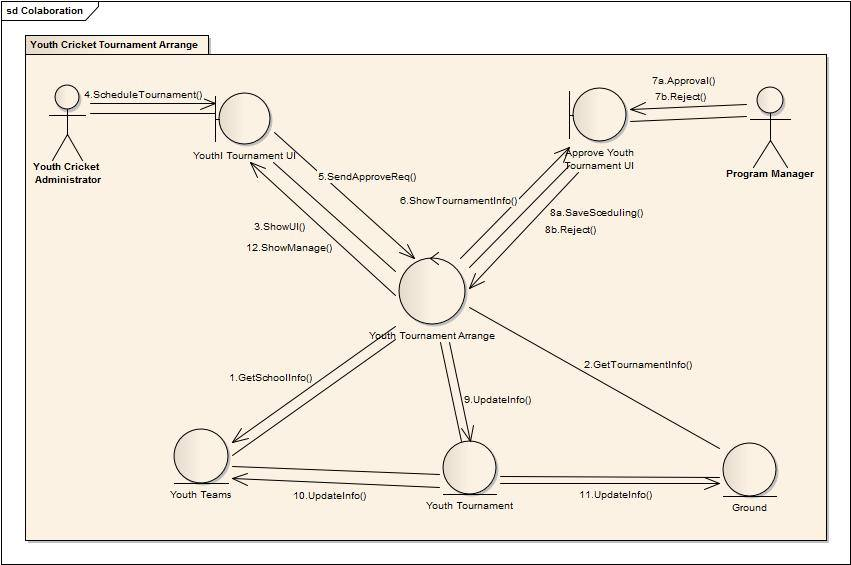 sd Colaboration
Youth Cricket Tournament Arrange
7a.Approval()
4.ScheduleTournament()
7b.Reject()
YouthI Tournament UI
Approve Youth
Tournament UI
Youth Cricket
Administrator
Program Manager
5.SendApproveReq()
6.ShowTournamentInfo()
8a.SaveSceduling()
3.ShowUI()
8b.Reject()
12.ShowManage()
Youth Tournament Arrange
2.GetTournamentInfo()
1.GetSchoolInfo()
9.UpdateInfo()
Youth Teams
10.UpdateInfo()
11.UpdateInfo()
Youth Tournament
Ground